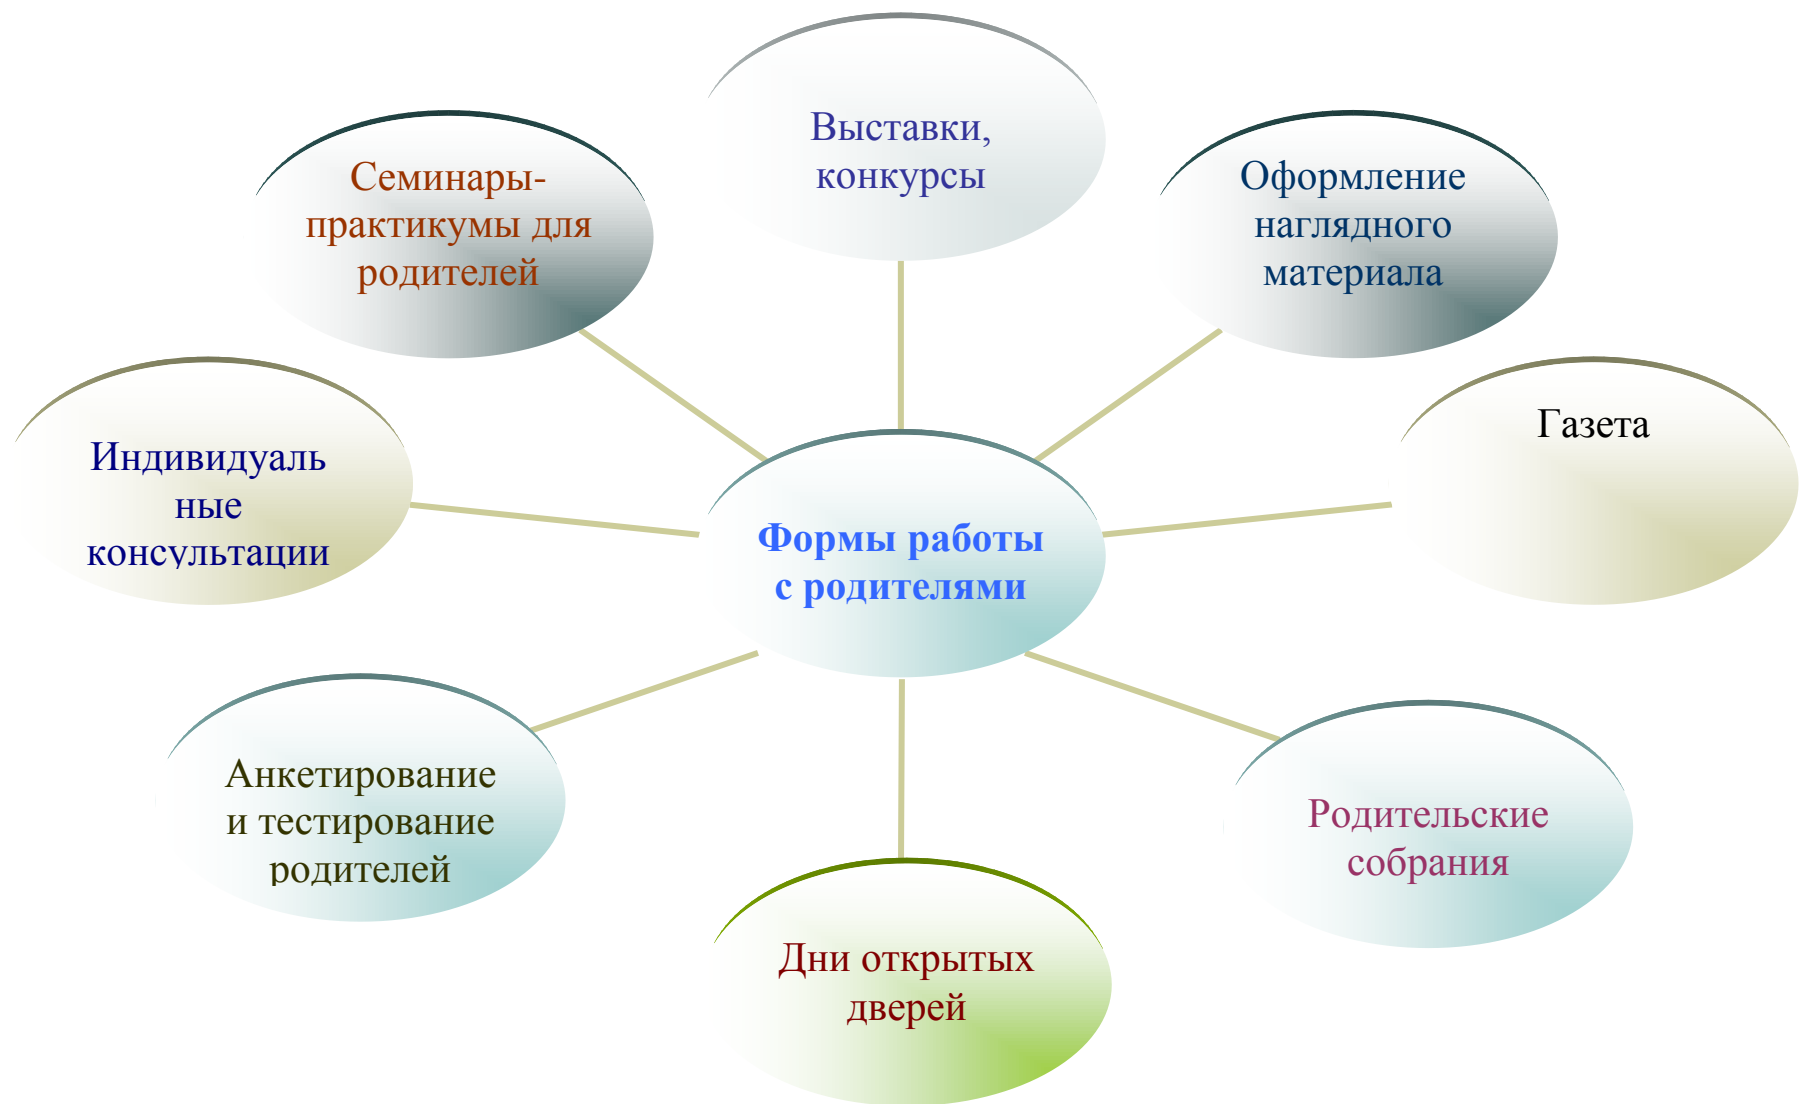 Выставки,
конкурсы
Семинары-
практикумы для
родителей
Оформление
наглядного
материала
Индивидуаль
ные
консультации
Газета
Формы работы
с родителями
Анкетирование
и тестирование
родителей
Родительские
собрания
Дни открытых
дверей